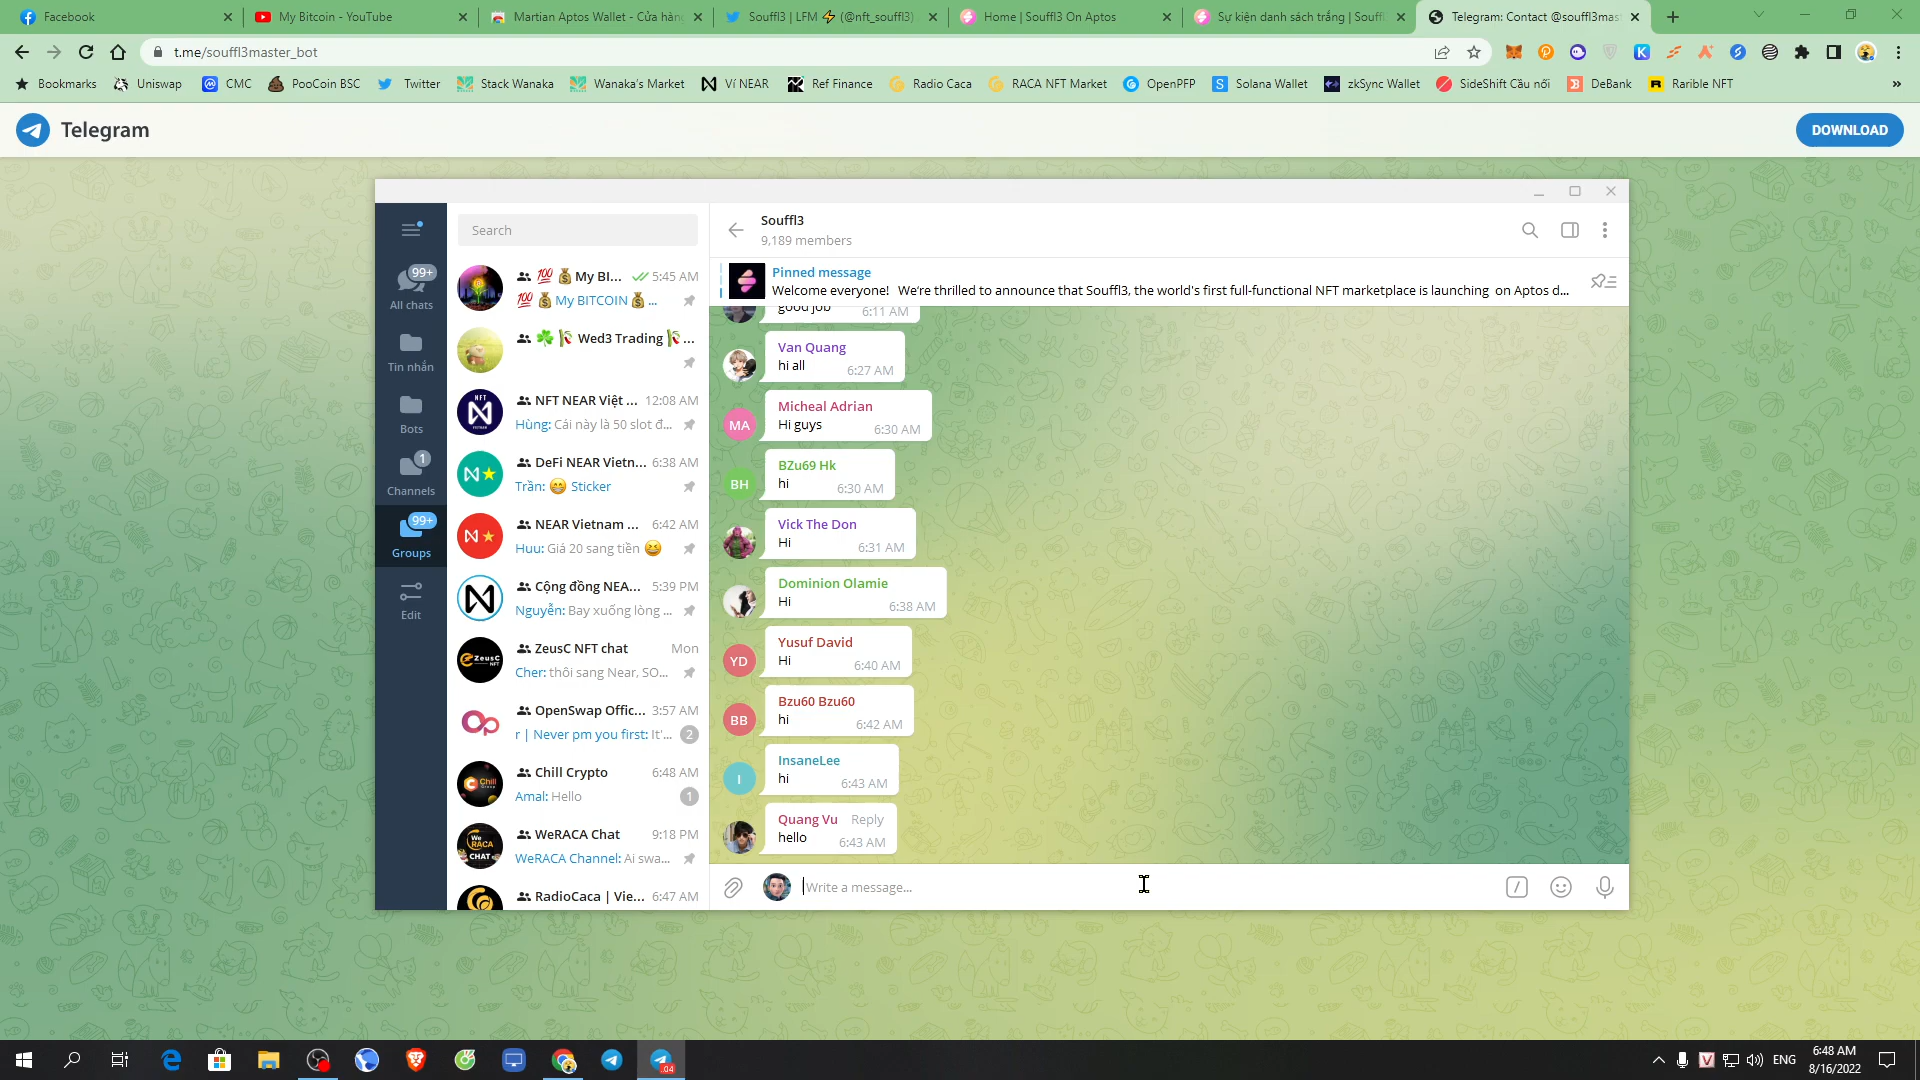 Facebook
My Bitcoin - YouTube
Martian Aptos Wallet - Cửa hàn
Souffl3 | LFM ⚡ (@nft_souffl3)
Home | Souffl3 On Aptos
Sự kiện danh sách trắng | Souffl
Telegram: Contact @souffl3mas
t.me/souffl3master_bot
Bookmarks
Uniswap
CMC
PooCoin BSC
Twitter
Stack Wanaka
Wanaka's Market
Ví NEAR
Ref Finance
Radio Caca
RACA NFT Market
OpenPFP
Solana Wallet
zkSync Wallet
SideShift Cầu nối
DeBank
Rarible NFT
»
Telegram
DOWNLOAD
99+
All chats
Tin nhắn
Bots
1
Channels
99+
Groups
Edit
Search
💯 💰 My BI... 5:45 AM
💯 💰 My BITCOIN 💰 ...
☘️ Wed3 Trading ...
NFT NEAR Việt ... 12:08 AM
Hùng: Cái này là 50 slot đ...
DeFi NEAR Vietn... 6:38 AM
Trần: 😁 Sticker
NEAR Vietnam ... 6:42 AM
Huu: Giá 20 sang tiền 😆
Cộng đồng NEA... 5:39 PM
Nguyễn: Bay xuống lòng ...
ZeusC NFT chat Mon
Cher: thôi sang Near, SO...
OpenSwap Offic... 3:57 AM
r | Never pm you first: It'... 2
Chill Crypto 6:48 AM
Amal: Hello 1
WeRACA Chat 9:18 PM
WeRACA Channel: Ai swa...
RadioCaca | Vie... 6:47 AM
Souffl3
9,189 members
Pinned message
Welcome everyone! We're thrilled to announce that Souffl3, the world's first full-functional NFT marketplace is launching on Aptos d...
good job 6:11 AM
Van Quang
hi all 6:27 AM
MA
Micheal Adrian
Hi guys 6:30 AM
BH
BZu69 Hk
hi 6:30 AM
Vick The Don
Hi 6:31 AM
Dominion Olamie
Hi 6:38 AM
YD
Yusuf David
Hi 6:40 AM
BB
Bzu60 Bzu60
hi 6:42 AM
I
InsaneLee
hi 6:43 AM
Quang Vu Reply
hello 6:43 AM
Write a message...
.04
ENG
6:48 AM
8/16/2022